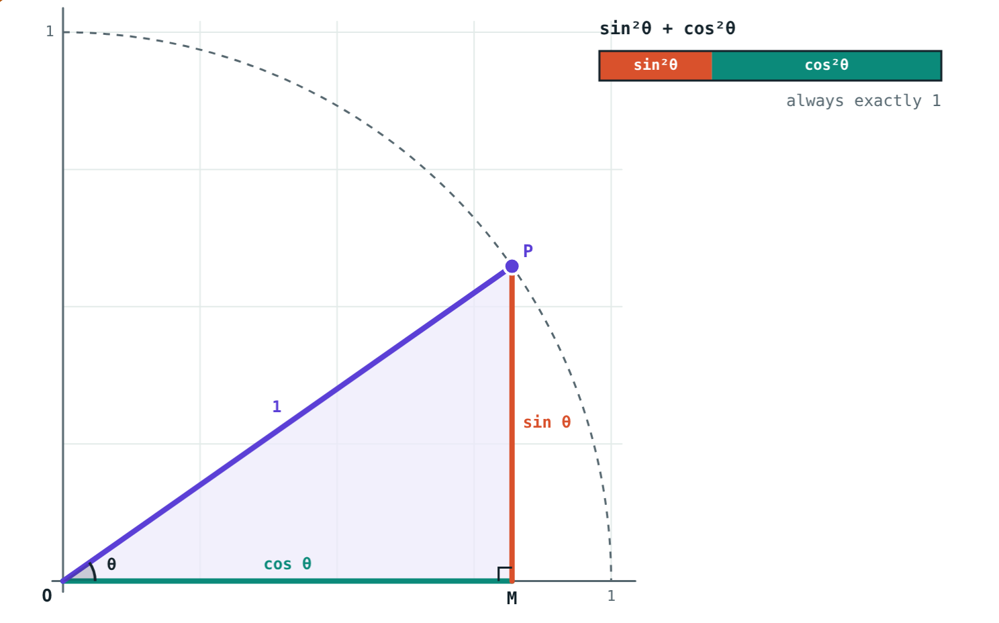 1
sin²θ + cos²θ
sin²θ cos²θ
always exactly 1
P
1
sin θ
θ
cos θ
O
M
1